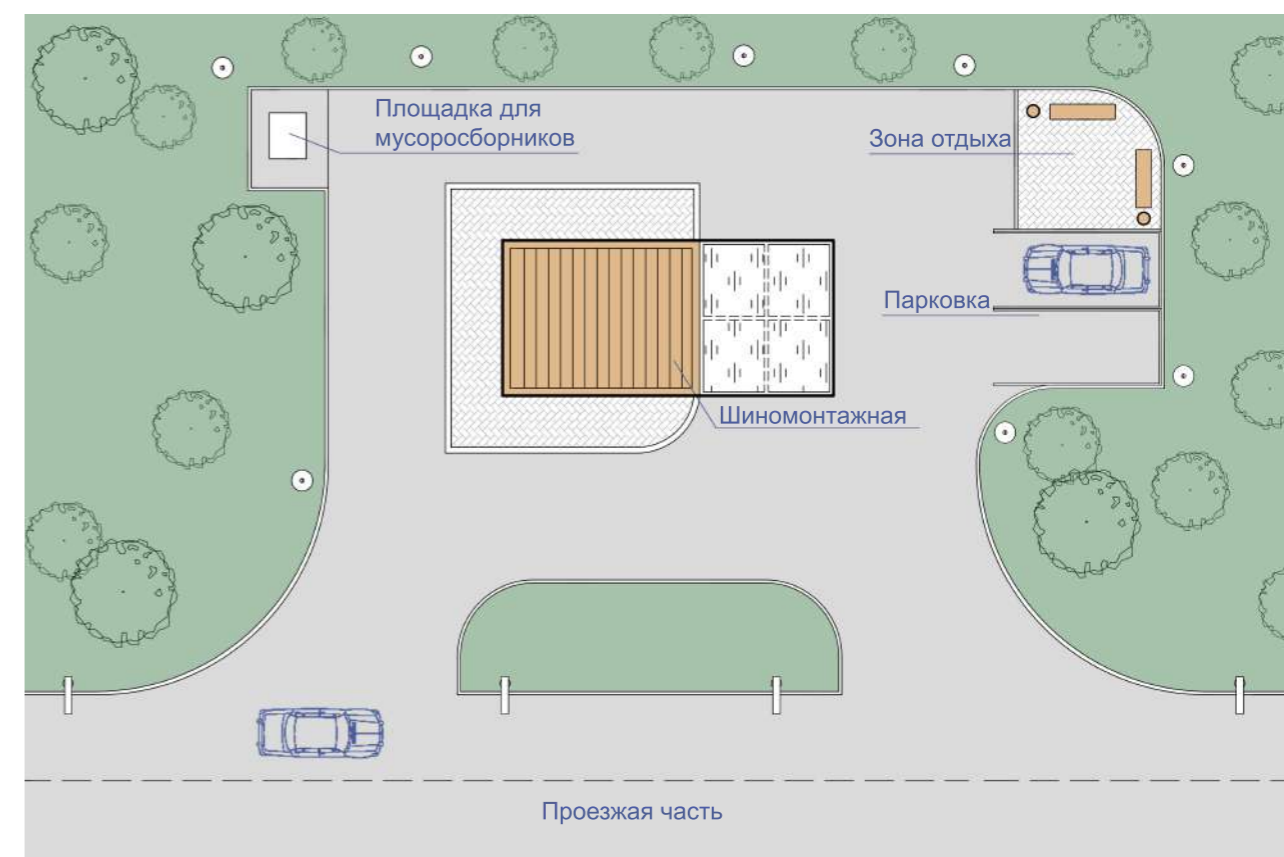 Площадка для
мусоросборников
Зона отдыха
Парковка
Шиномонтажная
Проезжая часть